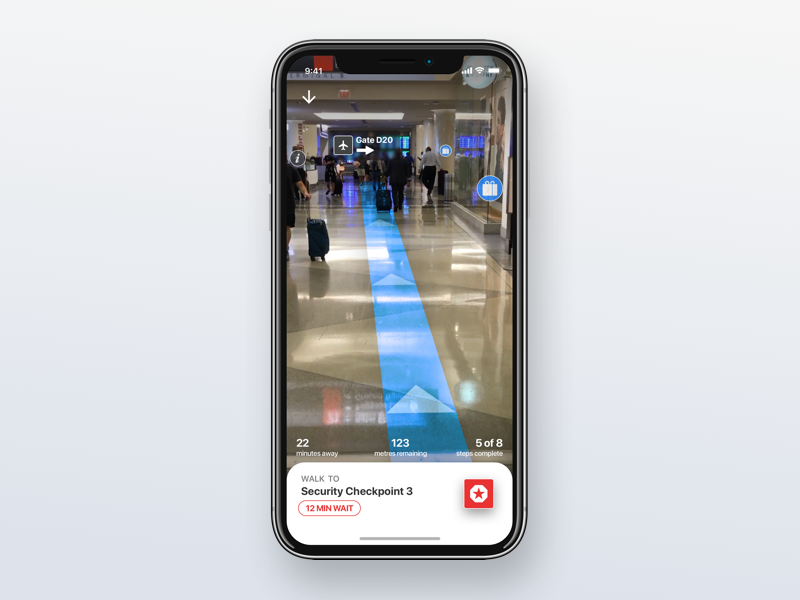 9:41
Gate D20
i
22
minutes away
123
metres remaining
5 of 8
steps complete
WALK TO
Security Checkpoint 3
12 MIN WAIT